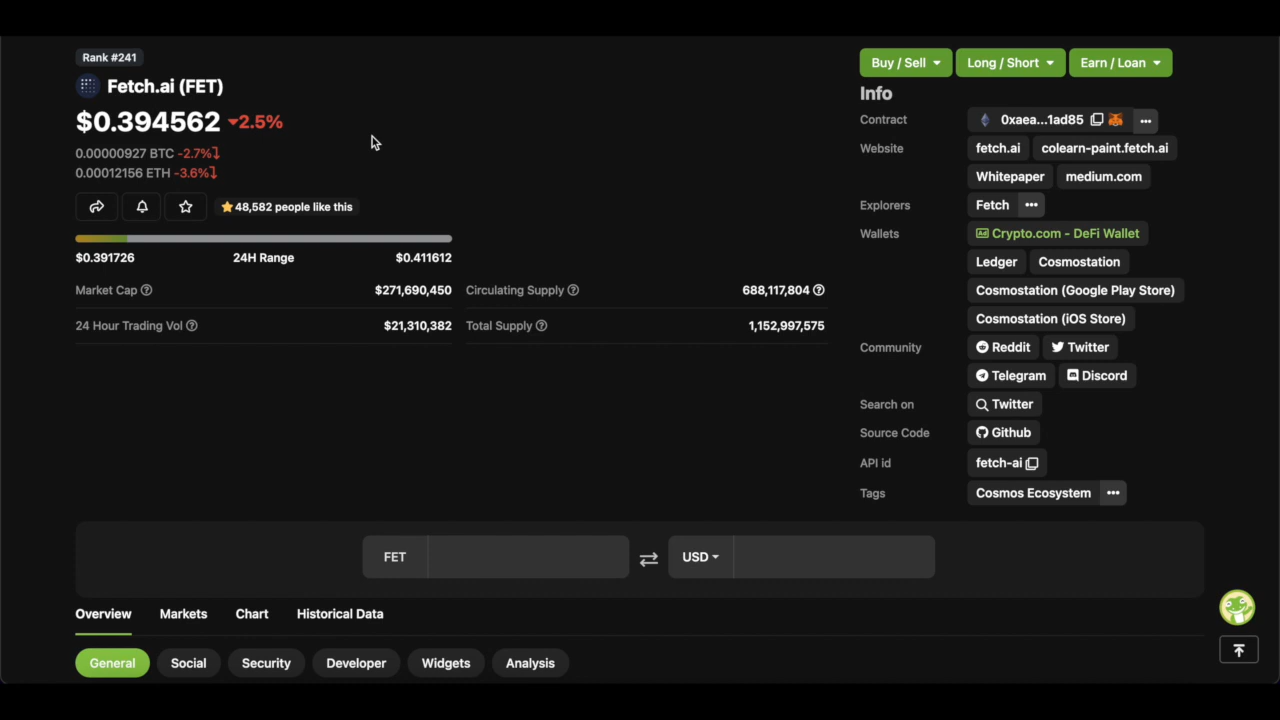 Rank #241
Fetch.ai (FET)
$0.394562 2.5%
0.00000927 BTC -2.7%
0.00012156 ETH -3.6%
48,582 people like this
$0.391726 24H Range $0.411612
Market Cap $271,690,450
24 Hour Trading Vol $21,310,382
Circulating Supply 688,117,804
Total Supply 1,152,997,575
Buy / Sell Long / Short Earn / Loan
Info
Contract 0xaea...1ad85 •••
Website fetch.ai colearn-paint.fetch.ai
Whitepaper medium.com
Explorers Fetch •••
Wallets Ad Crypto.com - DeFi Wallet
Ledger Cosmostation
Cosmostation (Google Play Store)
Cosmostation (iOS Store)
Community Reddit Twitter
Telegram Discord
Search on Twitter
Source Code Github
API id fetch-ai
Tags Cosmos Ecosystem •••
FET USD
Overview Markets Chart Historical Data
General Social Security Developer Widgets Analysis